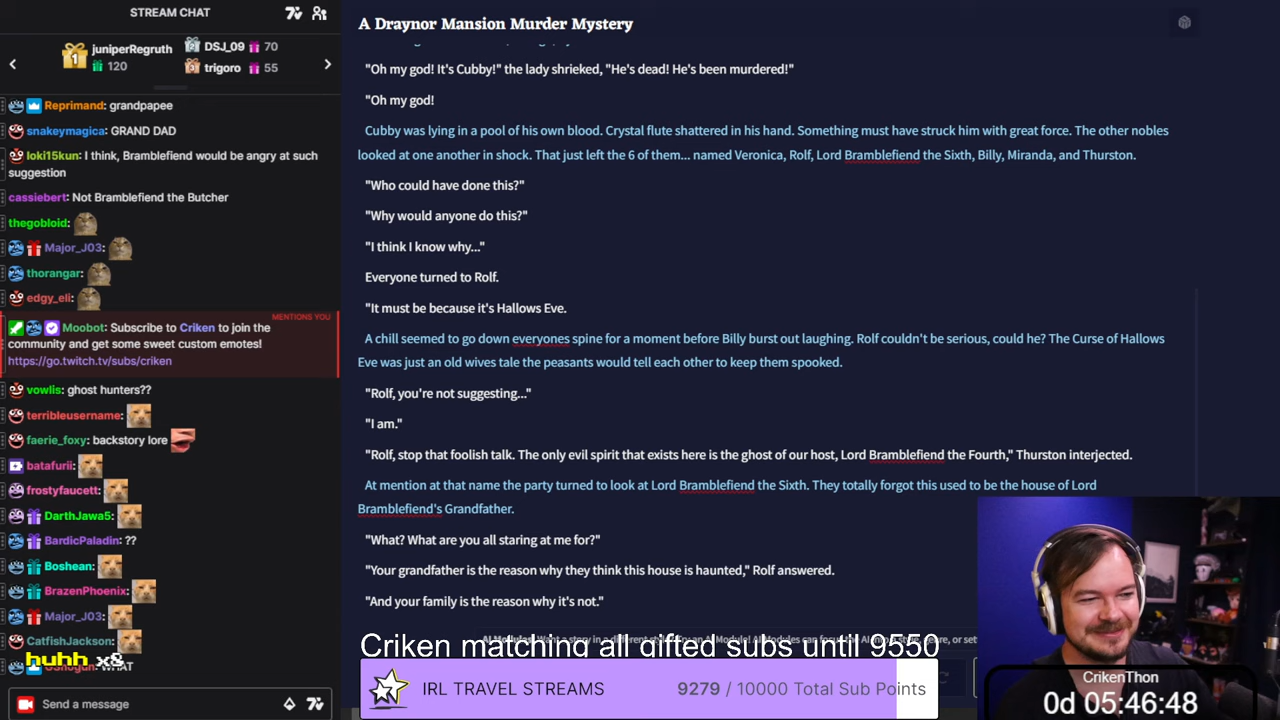 STREAM CHAT
juniperRegruth
120
DSJ_09 70
trigoro 55
Reprimand: grandpapee
snakeymagica: GRAND DAD
loki15kun: I think, Bramblefiend would be angry at such
suggestion
cassiebert: Not Bramblefiend the Butcher
thegobloid:
Major_J03:
thorangar:
edgy_eli:
MENTIONS YOU
Moobot: Subscribe to Criken to join the
community and get some sweet custom emotes!
https://go.twitch.tv/subs/criken
vowlis: ghost hunters??
terribleusername:
faerie_foxy: backstory lore
batafurii:
frostyfaucett:
DarthJawa5:
BardicPaladin: ??
Boshean:
BrazenPhoenix:
Major_J03:
CatfishJackson:
huhh x8
WHAT
Send a message
A Draynor Mansion Murder Mystery
"Oh my god! It's Cubby!" the lady shrieked, "He's dead! He's been murdered!"
"Oh my god!
Cubby was lying in a pool of his own blood. Crystal flute shattered in his hand. Something must have struck him with great force. The other nobles
looked at one another in shock. That just left the 6 of them... named Veronica, Rolf, Lord Bramblefiend the Sixth, Billy, Miranda, and Thurston.
"Who could have done this?"
"Why would anyone do this?"
"I think I know why..."
Everyone turned to Rolf.
"It must be because it's Hallows Eve.
A chill seemed to go down everyones spine for a moment before Billy burst out laughing. Rolf couldn't be serious, could he? The Curse of Hallows
Eve was just an old wives tale the peasants would tell each other to keep them spooked.
"Rolf, you're not suggesting..."
"I am."
"Rolf, stop that foolish talk. The only evil spirit that exists here is the ghost of our host, Lord Bramblefiend the Fourth," Thurston interjected.
At mention at that name the party turned to look at Lord Bramblefiend the Sixth. They totally forgot this used to be the house of Lord
Bramblefiend's Grandfather.
"What? What are you all staring at me for?"
"Your grandfather is the reason why they think this house is haunted," Rolf answered.
"And your family is the reason why it's not."
Criken matching all gifted subs until 9550
IRL TRAVEL STREAMS 9279 / 10000 Total Sub Points
CrikenThon
0d 05:46:48